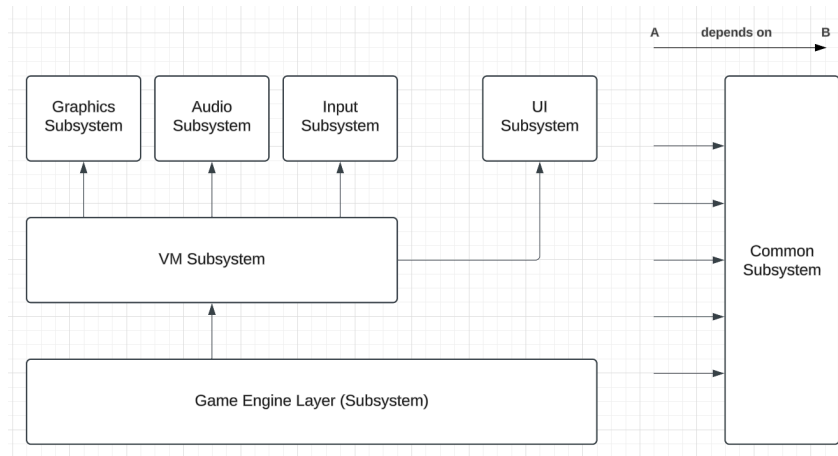 A depends on B
Graphics
Subsystem
Audio
Subsystem
Input
Subsystem
UI
Subsystem
VM Subsystem
Common
Subsystem
Game Engine Layer (Subsystem)